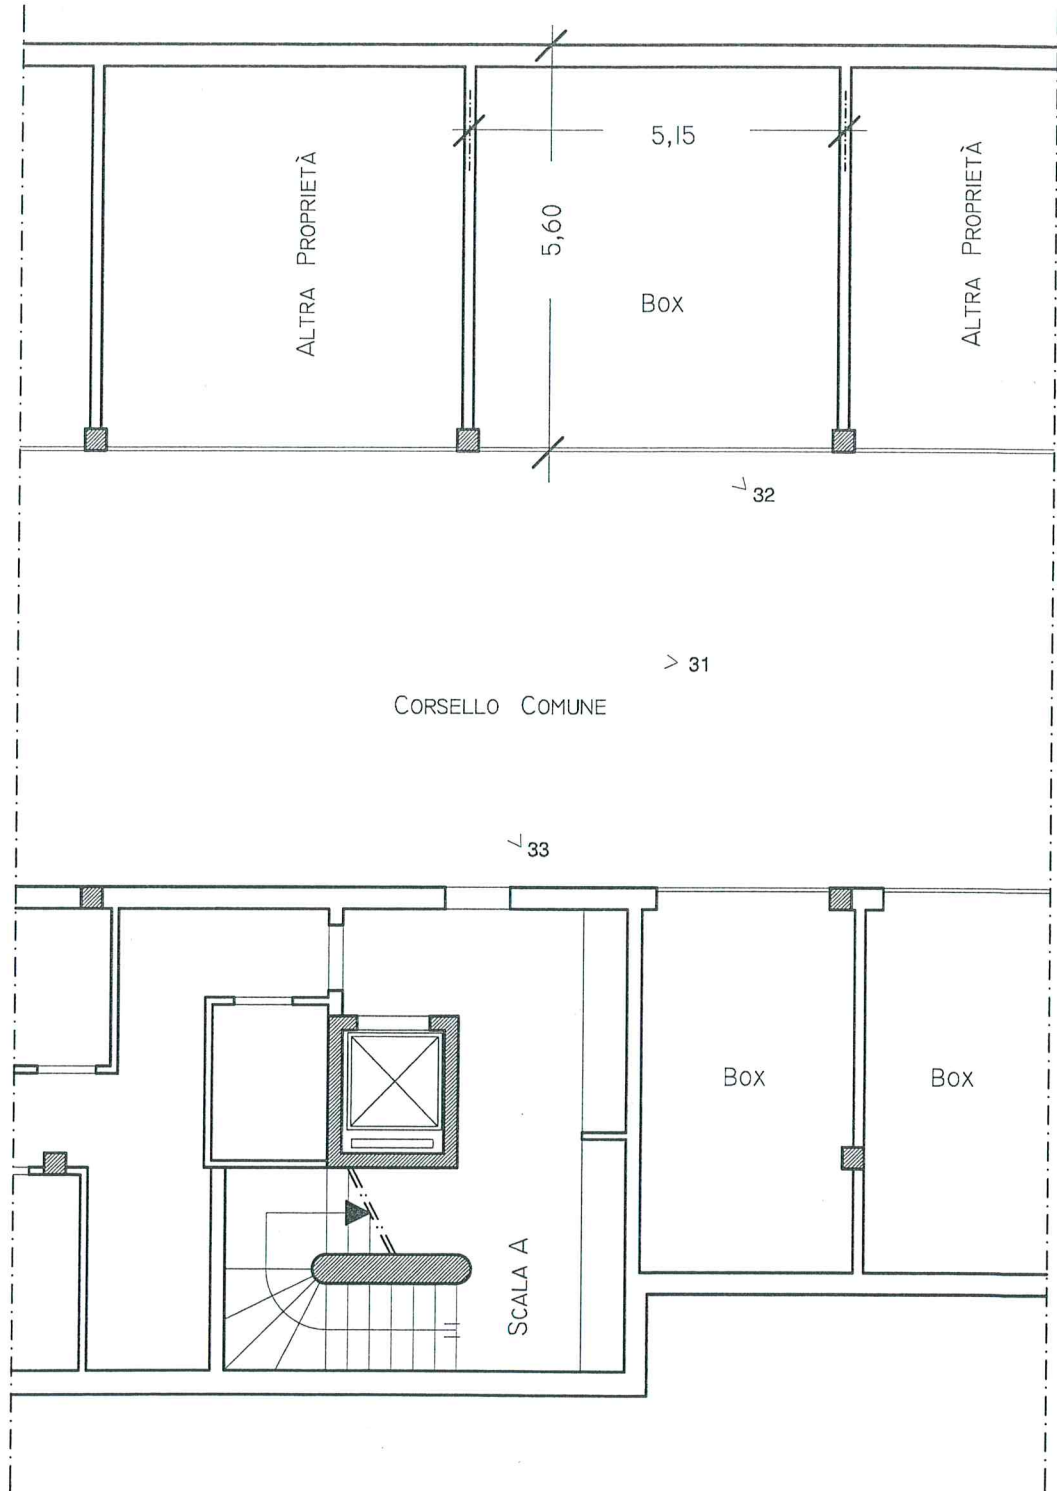 5,15
ALTRA PROPRIETÀ
5,60
ALTRA PROPRIETÀ
BOX
32
31
CORSELLO COMUNE
33
BOX
BOX
SCALA A